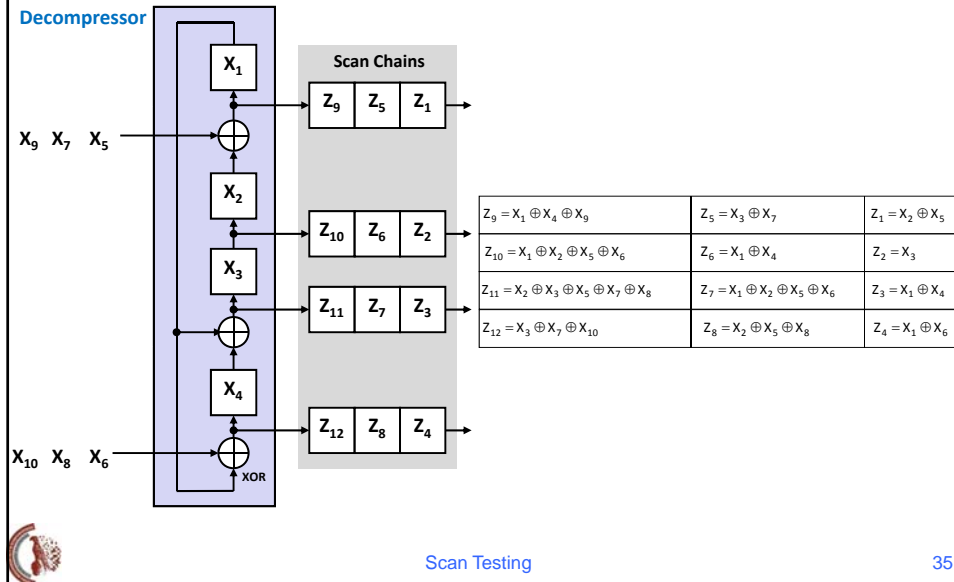 Decompressor
X₁
Scan Chains
Z₉ Z₅ Z₁
X₉ X₇ X₅
X₂
Z₁₀ Z₆ Z₂
X₃
Z₁₁ Z₇ Z₃
X₄
Z₁₂ Z₈ Z₄
X₁₀ X₈ X₆
XOR
Z₉ = X₁ ⊕ X₄ ⊕ X₉ Z₅ = X₃ ⊕ X₇ Z₁ = X₂ ⊕ X₅
Z₁₀ = X₁ ⊕ X₂ ⊕ X₅ ⊕ X₆ Z₆ = X₁ ⊕ X₄ Z₂ = X₃
Z₁₁ = X₂ ⊕ X₃ ⊕ X₅ ⊕ X₇ ⊕ X₈ Z₇ = X₁ ⊕ X₂ ⊕ X₅ ⊕ X₆ Z₃ = X₁ ⊕ X₄
Z₁₂ = X₃ ⊕ X₇ ⊕ X₁₀ Z₈ = X₂ ⊕ X₅ ⊕ X₈ Z₄ = X₁ ⊕ X₆
Scan Testing 35